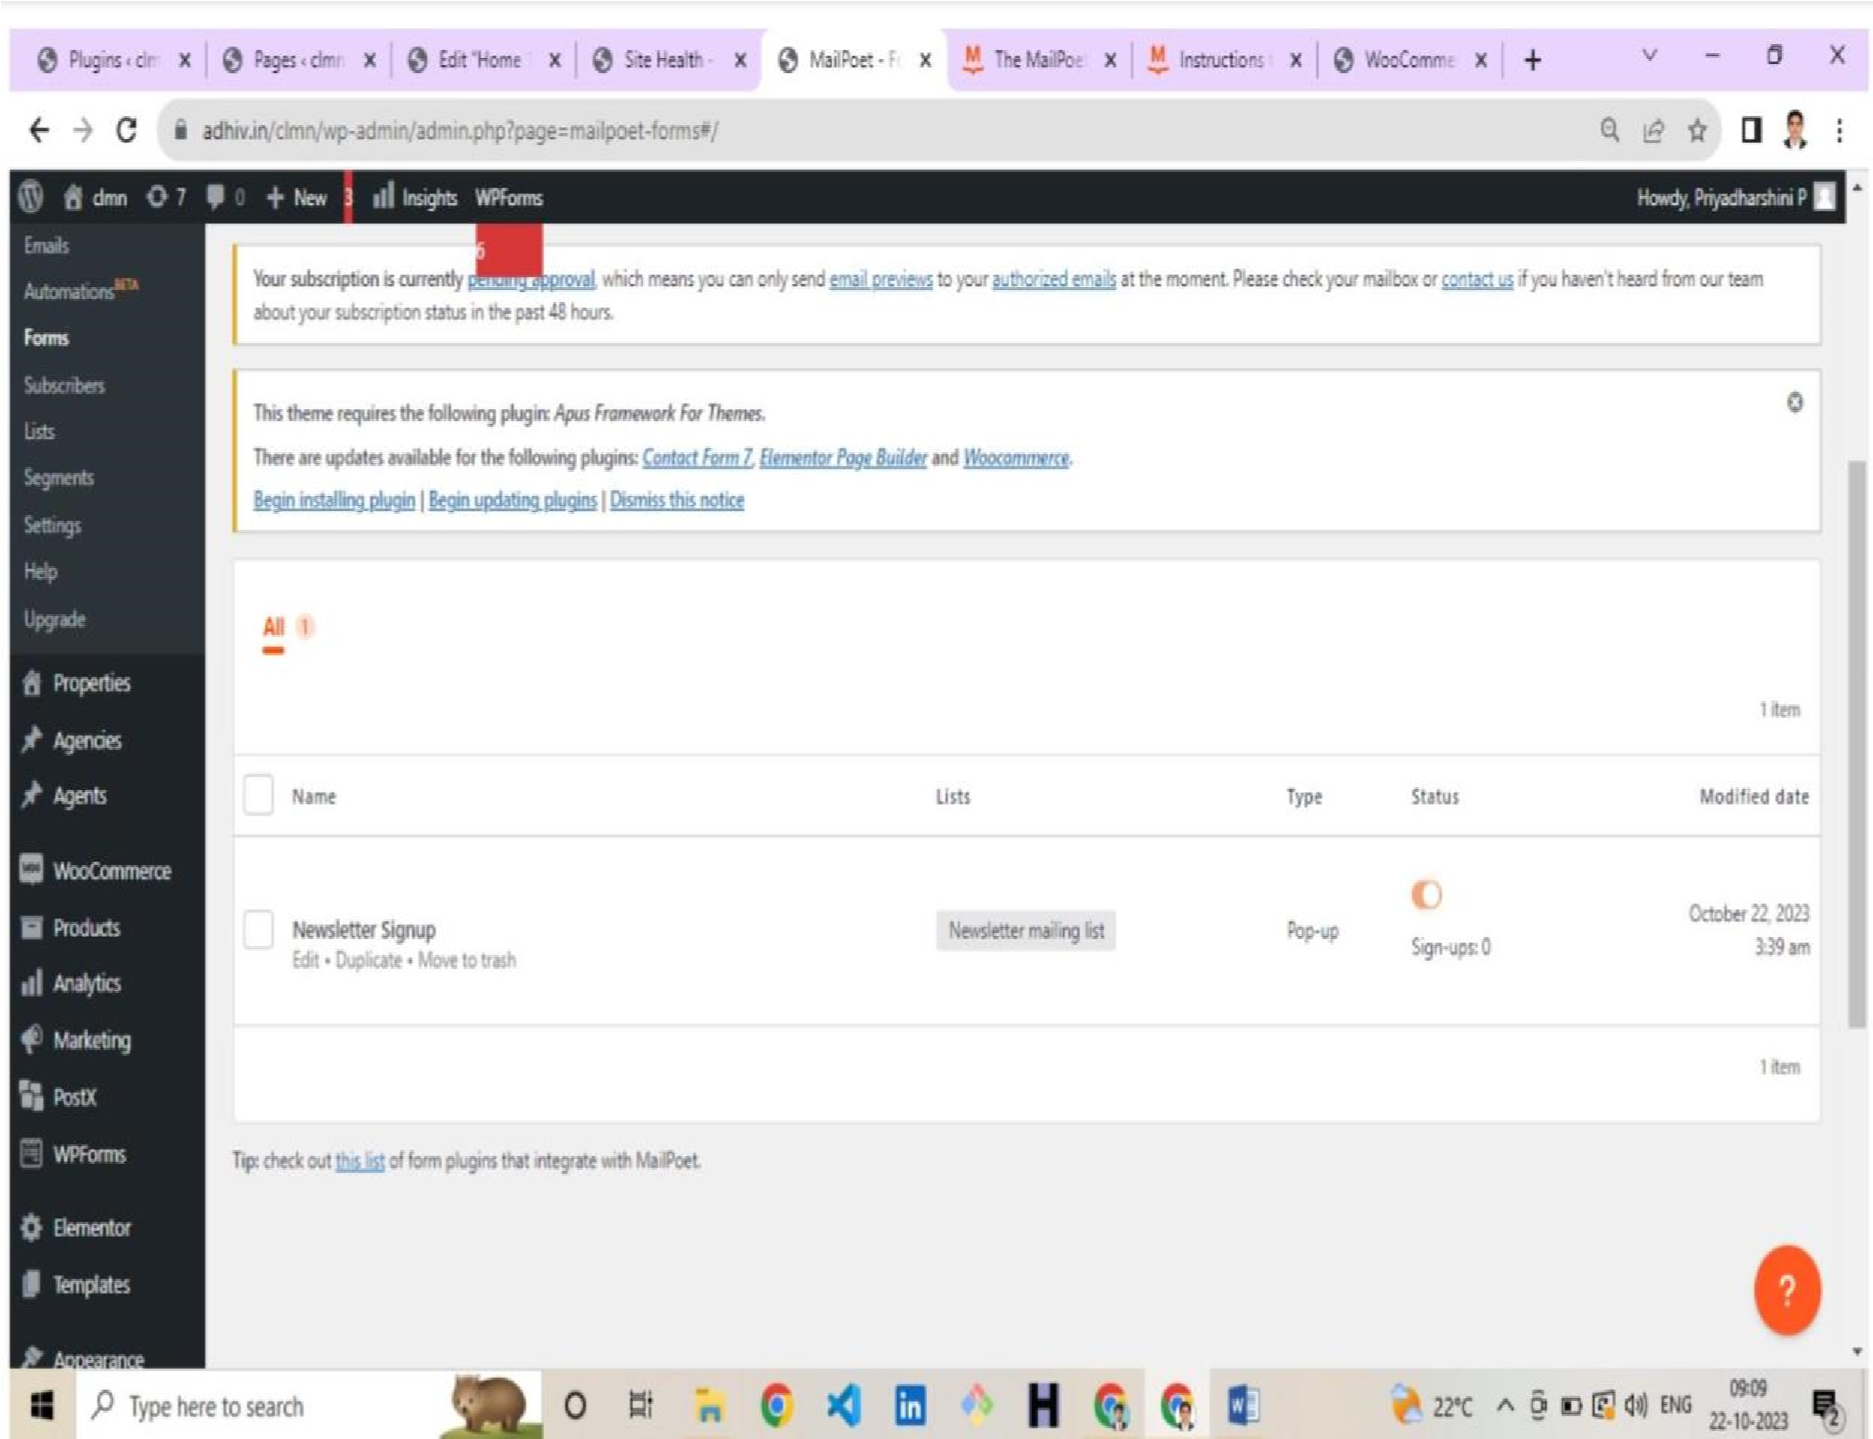 Plugins ‹ clm
Pages ‹ clmn
Edit "Home
Site Health -
MailPoet - Fo
The MailPoe
Instructions
WooComme
adhiv.in/clmn/wp-admin/admin.php?page=mailpoet-forms#/
clmn 7 0 + New 3 Insights WPForms
Howdy, Priyadharshini P
6
Emails
Automations BETA
Forms
Subscribers
Lists
Segments
Settings
Help
Upgrade
Properties
Agencies
Agents
WooCommerce
Products
Analytics
Marketing
PostX
WPForms
Elementor
Templates
Appearance
Your subscription is currently pending approval, which means you can only send email previews to your authorized emails at the moment. Please check your mailbox or contact us if you haven't heard from our team
about your subscription status in the past 48 hours.
This theme requires the following plugin: Apus Framework For Themes.
There are updates available for the following plugins: Contact Form 7, Elementor Page Builder and Woocommerce.
Begin installing plugin | Begin updating plugins | Dismiss this notice
All 1
1 item
Name Lists Type Status Modified date
Newsletter Signup
Edit • Duplicate • Move to trash
Newsletter mailing list
Pop-up
Sign-ups: 0
October 22, 2023
3:39 am
1 item
Tip: check out this list of form plugins that integrate with MailPoet.
?
Type here to search
22°C
ENG
09:09
22-10-2023
2